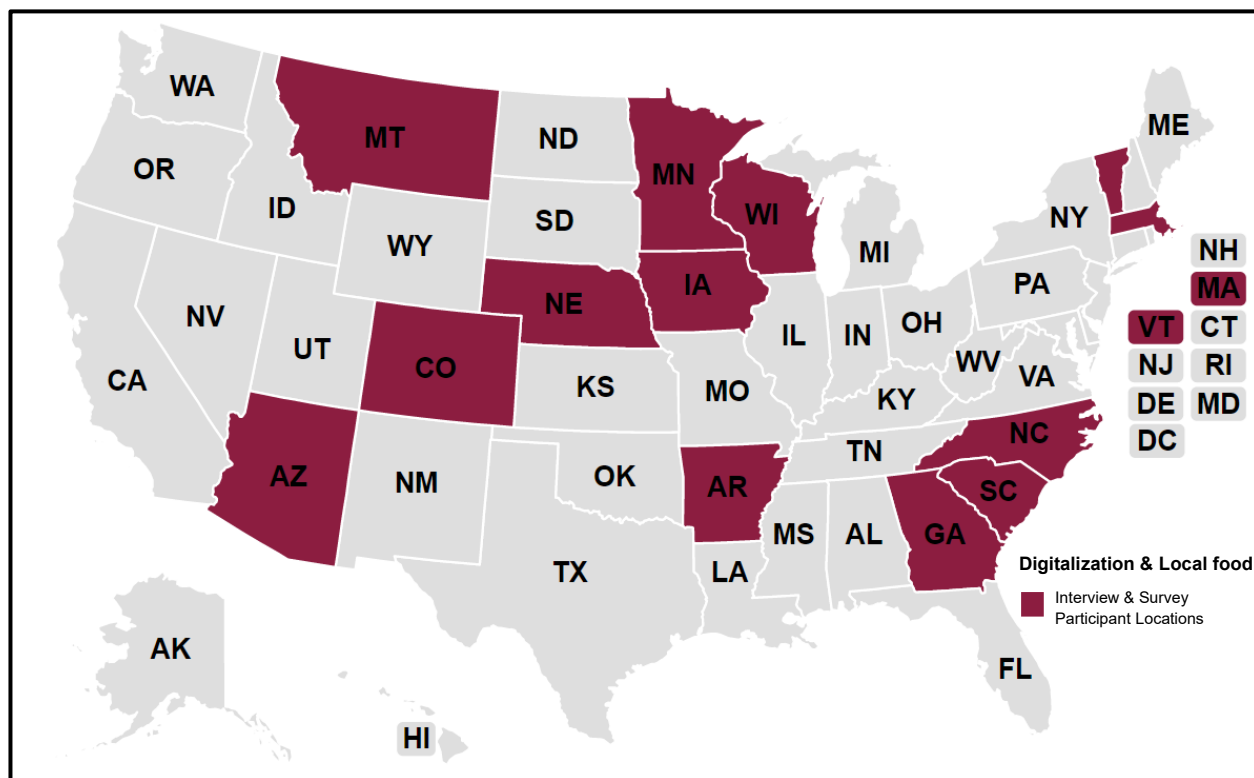 WA
MT
ND
MN
ME
OR
ID
SD
WI
NY
WY
MI
NH
NE
IA
PA
MA
NV
UT
CO
IL
IN
OH
VT
CT
CA
KS
MO
WV
VA
NJ
RI
KY
DE
MD
NC
DC
AZ
NM
OK
AR
TN
SC
MS
AL
GA
TX
LA
Digitalization & Local food
Interview & Survey
Participant Locations
AK
FL
HI